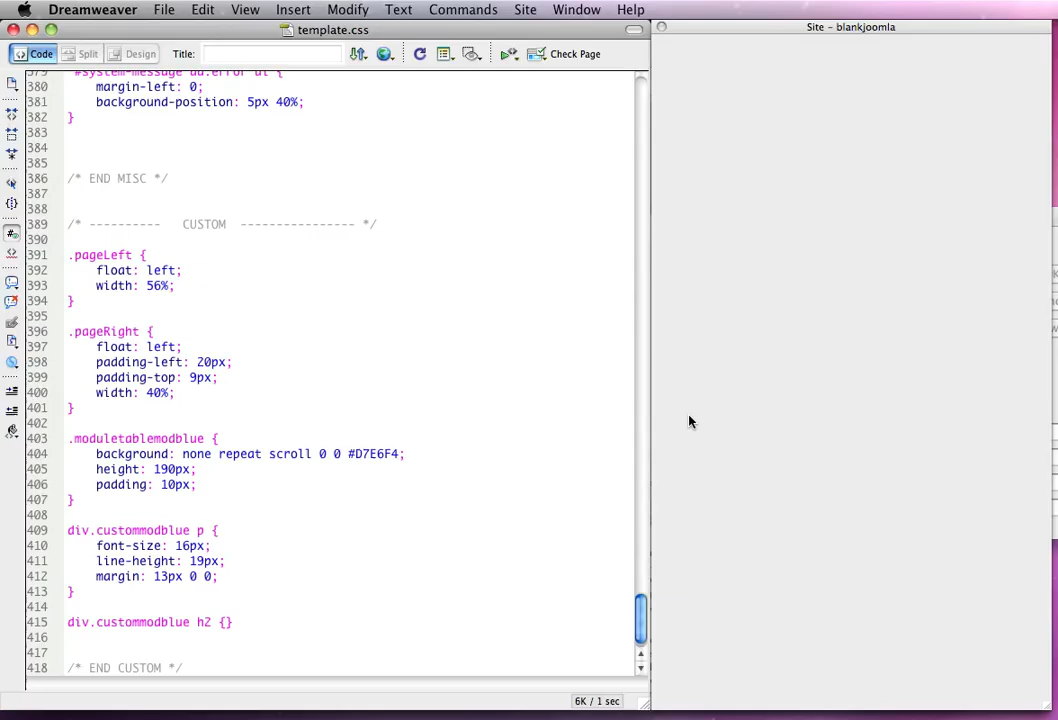 Dreamweaver File Edit View Insert Modify Text Commands Site Window Help
template.css
Site – blankjoomla
Code Split Design Title: Check Page
379 #system-message dd.error ul {
380 margin-left: 0;
381 background-position: 5px 40%;
382 }
383
384
385
386 /* END MISC */
387
388
389 /* ---------- CUSTOM ---------------- */
390
391 .pageLeft {
392 float: left;
393 width: 56%;
394 }
395
396 .pageRight {
397 float: left;
398 padding-left: 20px;
399 padding-top: 9px;
400 width: 40%;
401 }
402
403 .moduletablemodblue {
404 background: none repeat scroll 0 0 #D7E6F4;
405 height: 190px;
406 padding: 10px;
407 }
408
409 div.custommodblue p {
410 font-size: 16px;
411 line-height: 19px;
412 margin: 13px 0 0;
413 }
414
415 div.custommodblue h2 {}
416
417
418 /* END CUSTOM */
6K / 1 sec